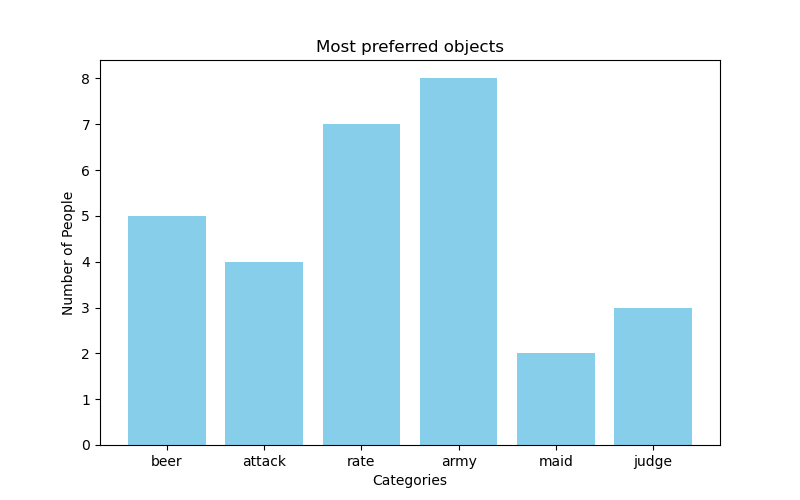 Most preferred objects
Number of People
8
7
6
5
4
3
2
1
0
beer attack rate army maid judge
Categories